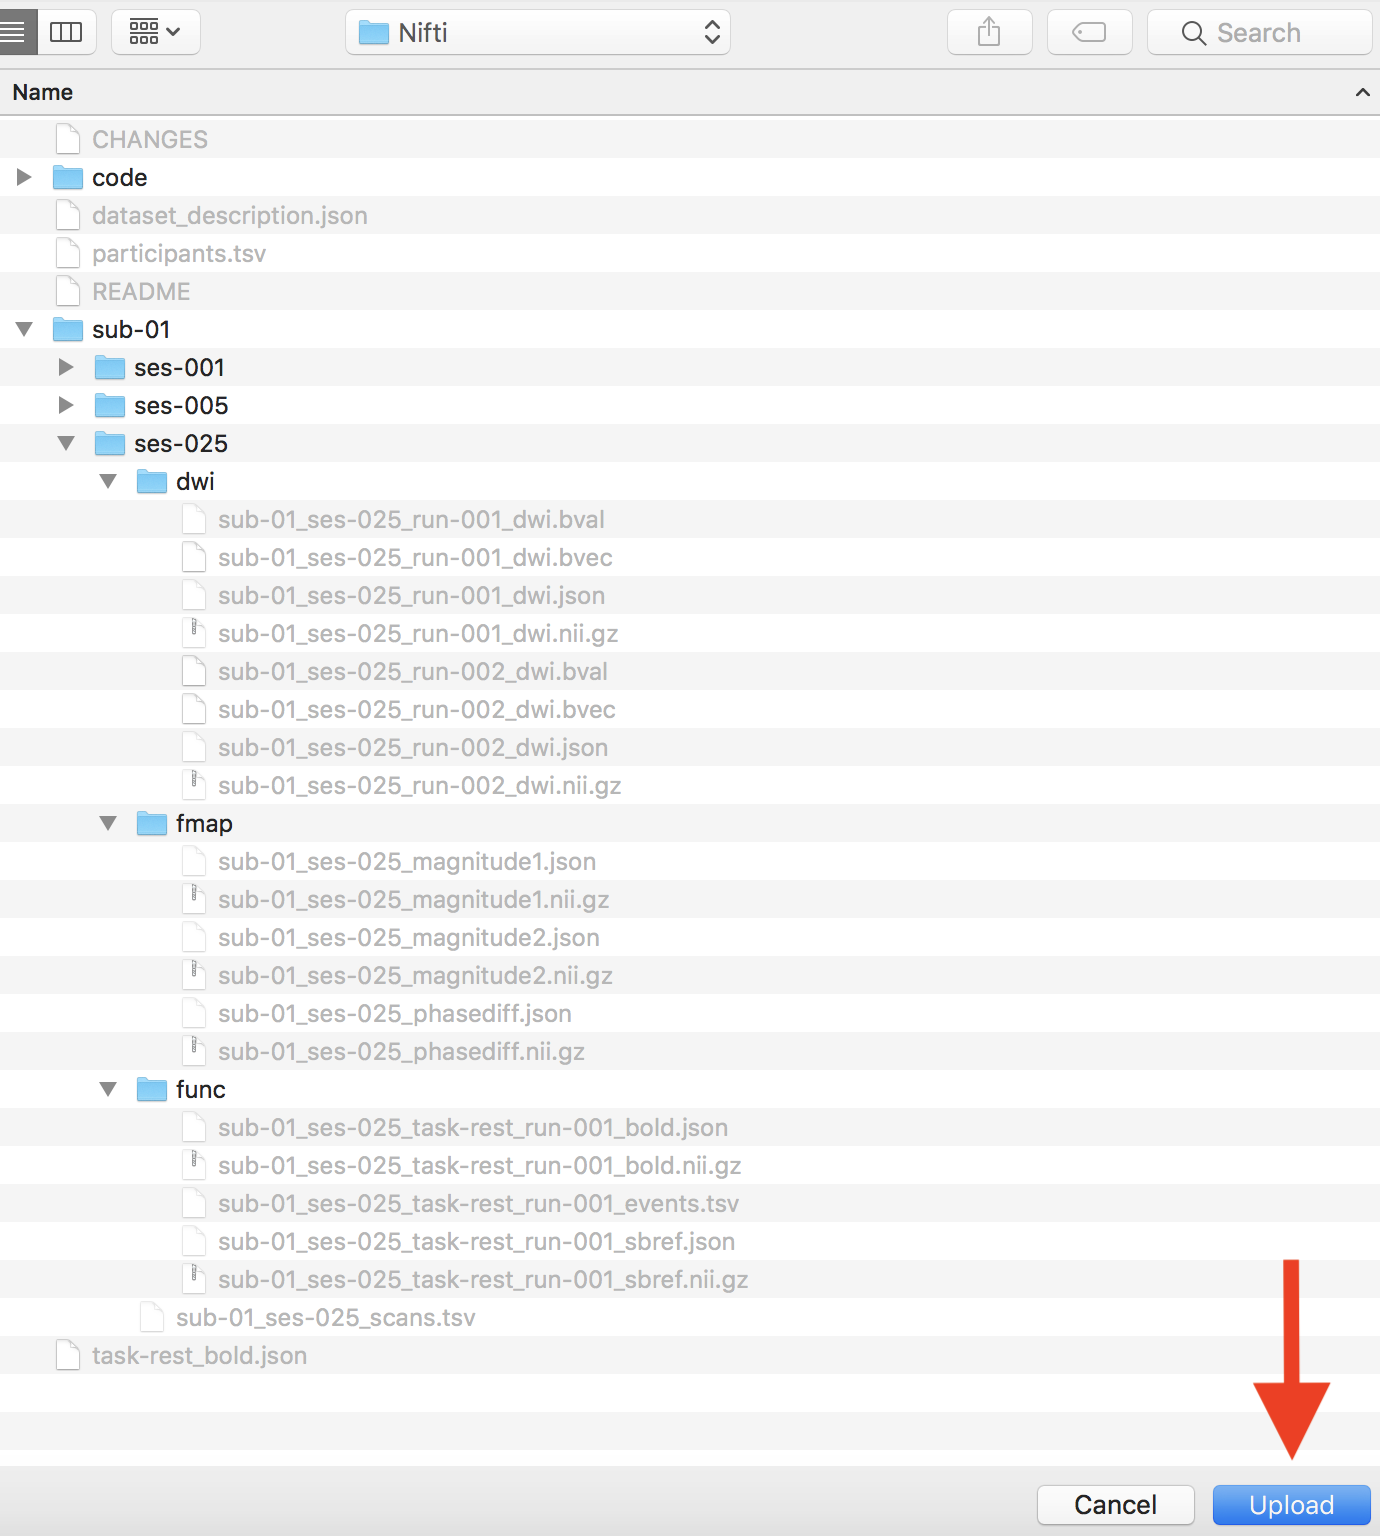 Nifti
Search
Name
CHANGES
code
dataset_description.json
participants.tsv
README
sub-01
ses-001
ses-005
ses-025
dwi
sub-01_ses-025_run-001_dwi.bval
sub-01_ses-025_run-001_dwi.bvec
sub-01_ses-025_run-001_dwi.json
sub-01_ses-025_run-001_dwi.nii.gz
sub-01_ses-025_run-002_dwi.bval
sub-01_ses-025_run-002_dwi.bvec
sub-01_ses-025_run-002_dwi.json
sub-01_ses-025_run-002_dwi.nii.gz
fmap
sub-01_ses-025_magnitude1.json
sub-01_ses-025_magnitude1.nii.gz
sub-01_ses-025_magnitude2.json
sub-01_ses-025_magnitude2.nii.gz
sub-01_ses-025_phasediff.json
sub-01_ses-025_phasediff.nii.gz
func
sub-01_ses-025_task-rest_run-001_bold.json
sub-01_ses-025_task-rest_run-001_bold.nii.gz
sub-01_ses-025_task-rest_run-001_events.tsv
sub-01_ses-025_task-rest_run-001_sbref.json
sub-01_ses-025_task-rest_run-001_sbref.nii.gz
sub-01_ses-025_scans.tsv
task-rest_bold.json
Cancel
Upload